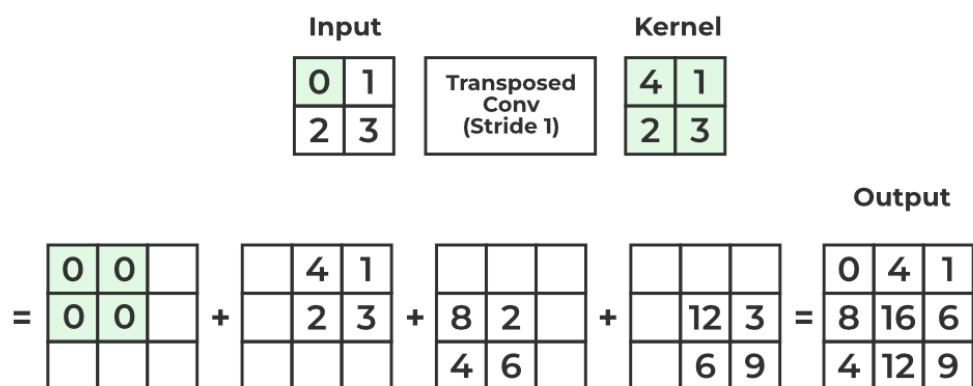 Input Kernel
0 1 Transposed 4 1
Conv
2 3 (Stride 1) 2 3
Output
0 0 4 1 0 4 1
= 0 0 + 2 3 + 8 2 + 12 3 = 8 16 6
4 6 6 9 4 12 9